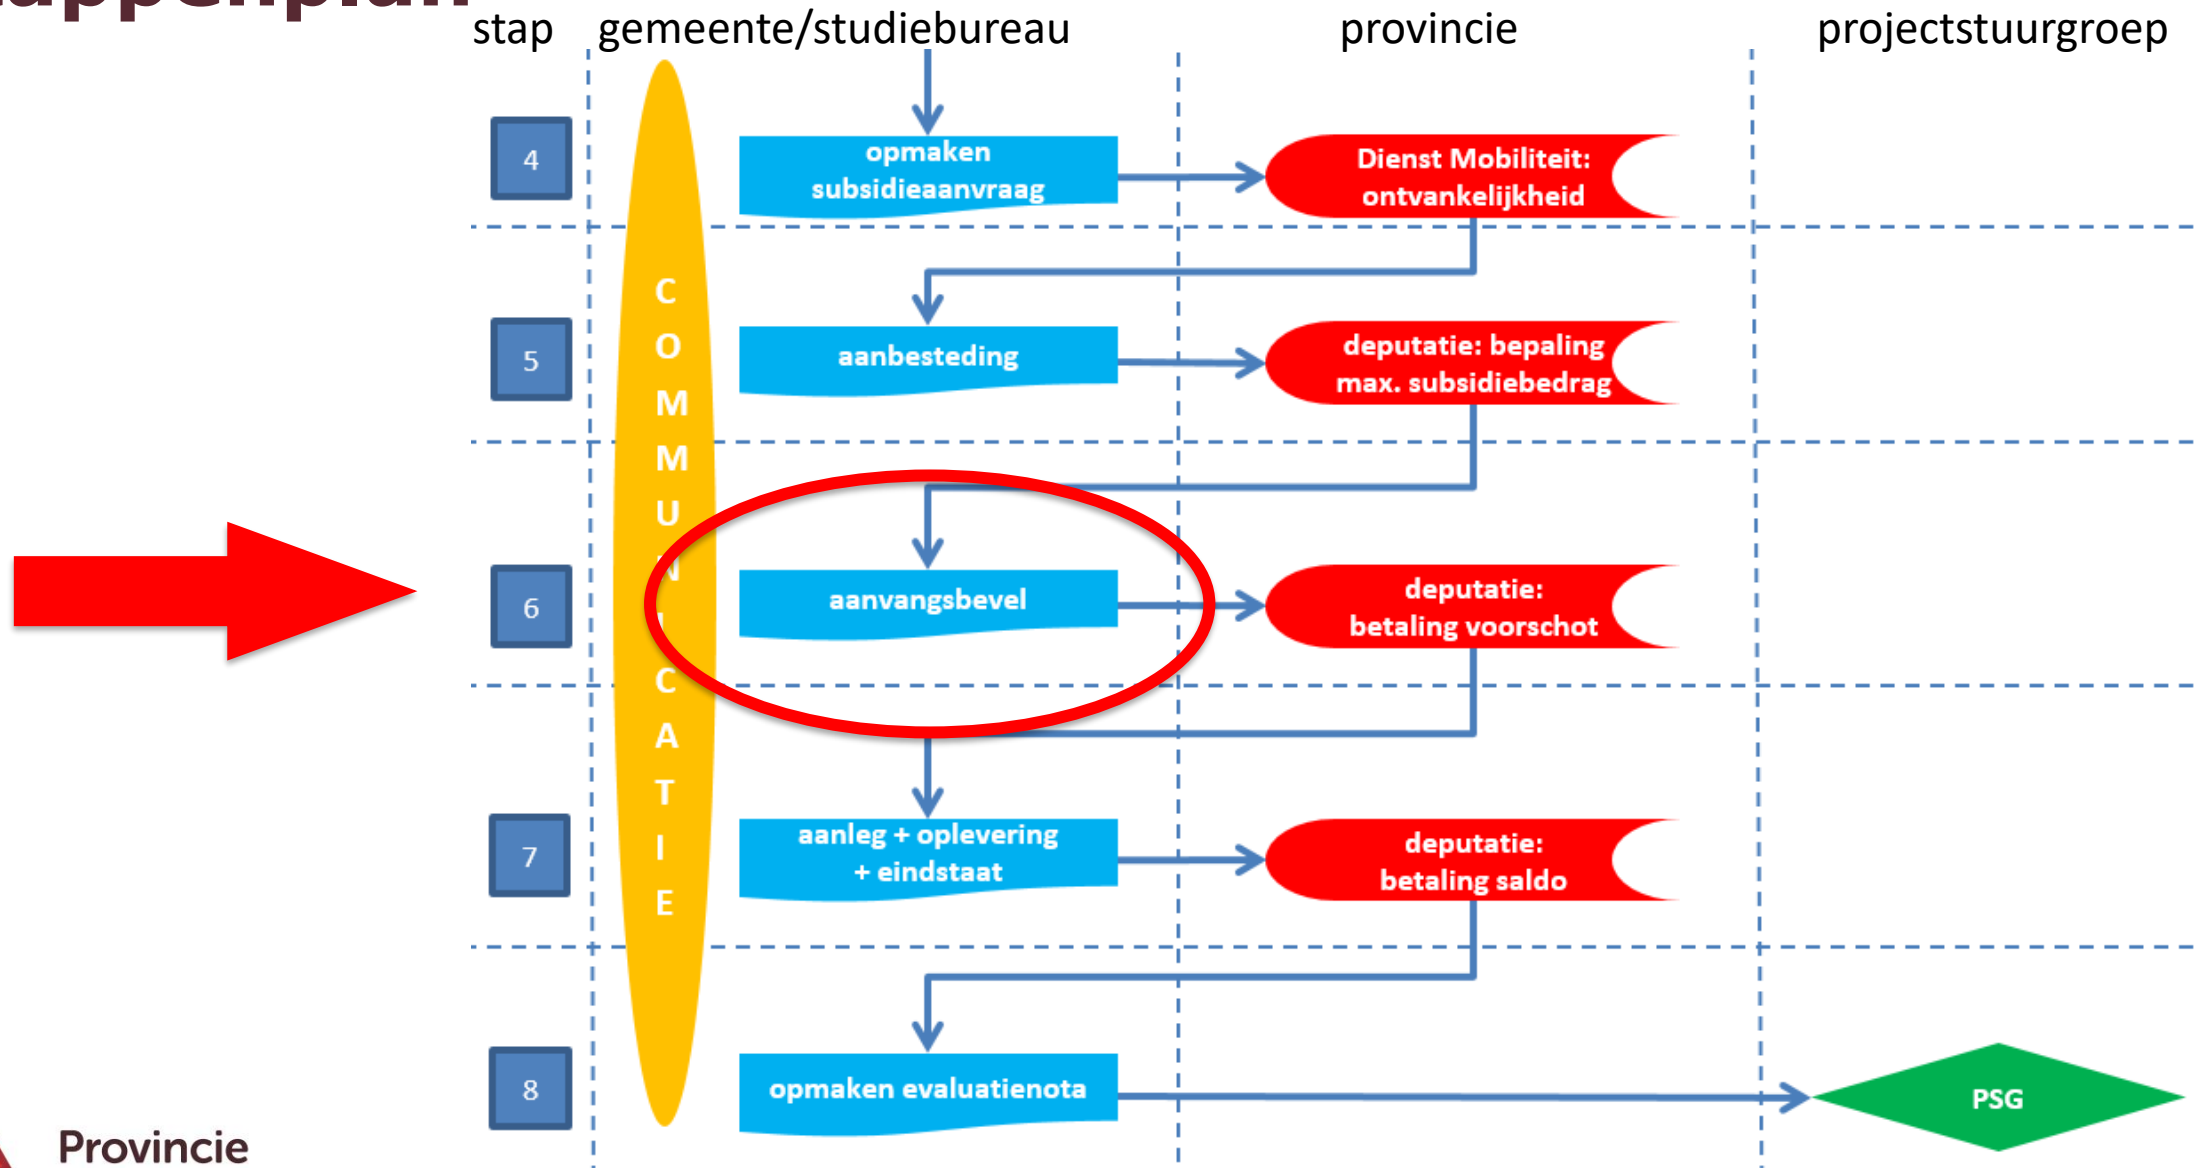 stap gemeente/studiebureau provincie projectstuurgroep
4
opmaken
subsidieaanvraag
Dienst Mobiliteit:
ontvankelijkheid
5
aanbesteding
deputatie: bepaling
max. subsidiebedrag
6
aanvangsbevel
deputatie:
betaling voorschot
7
aanleg + oplevering
+ eindstaat
deputatie:
betaling saldo
8
opmaken evaluatienota
PSG
C
O
M
M
U
N
I
C
A
T
I
E
Provincie